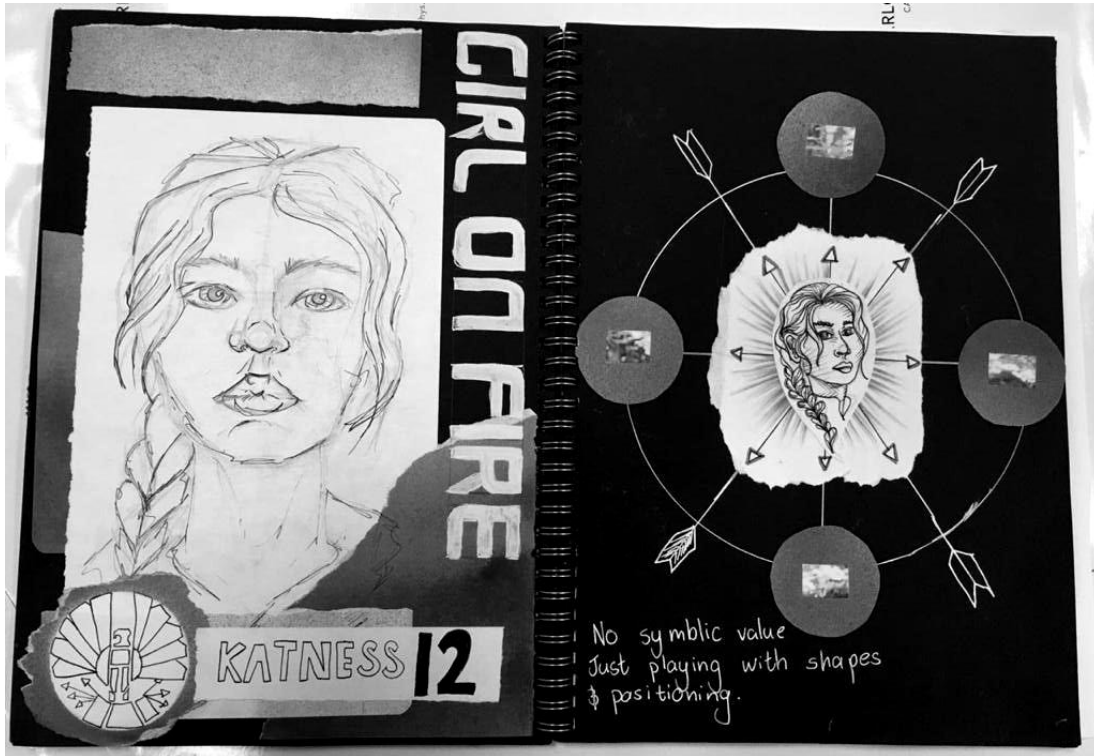 GIRL ON FIRE
KATNESS 12
No symblic value
Just playing with shapes
& positioning.